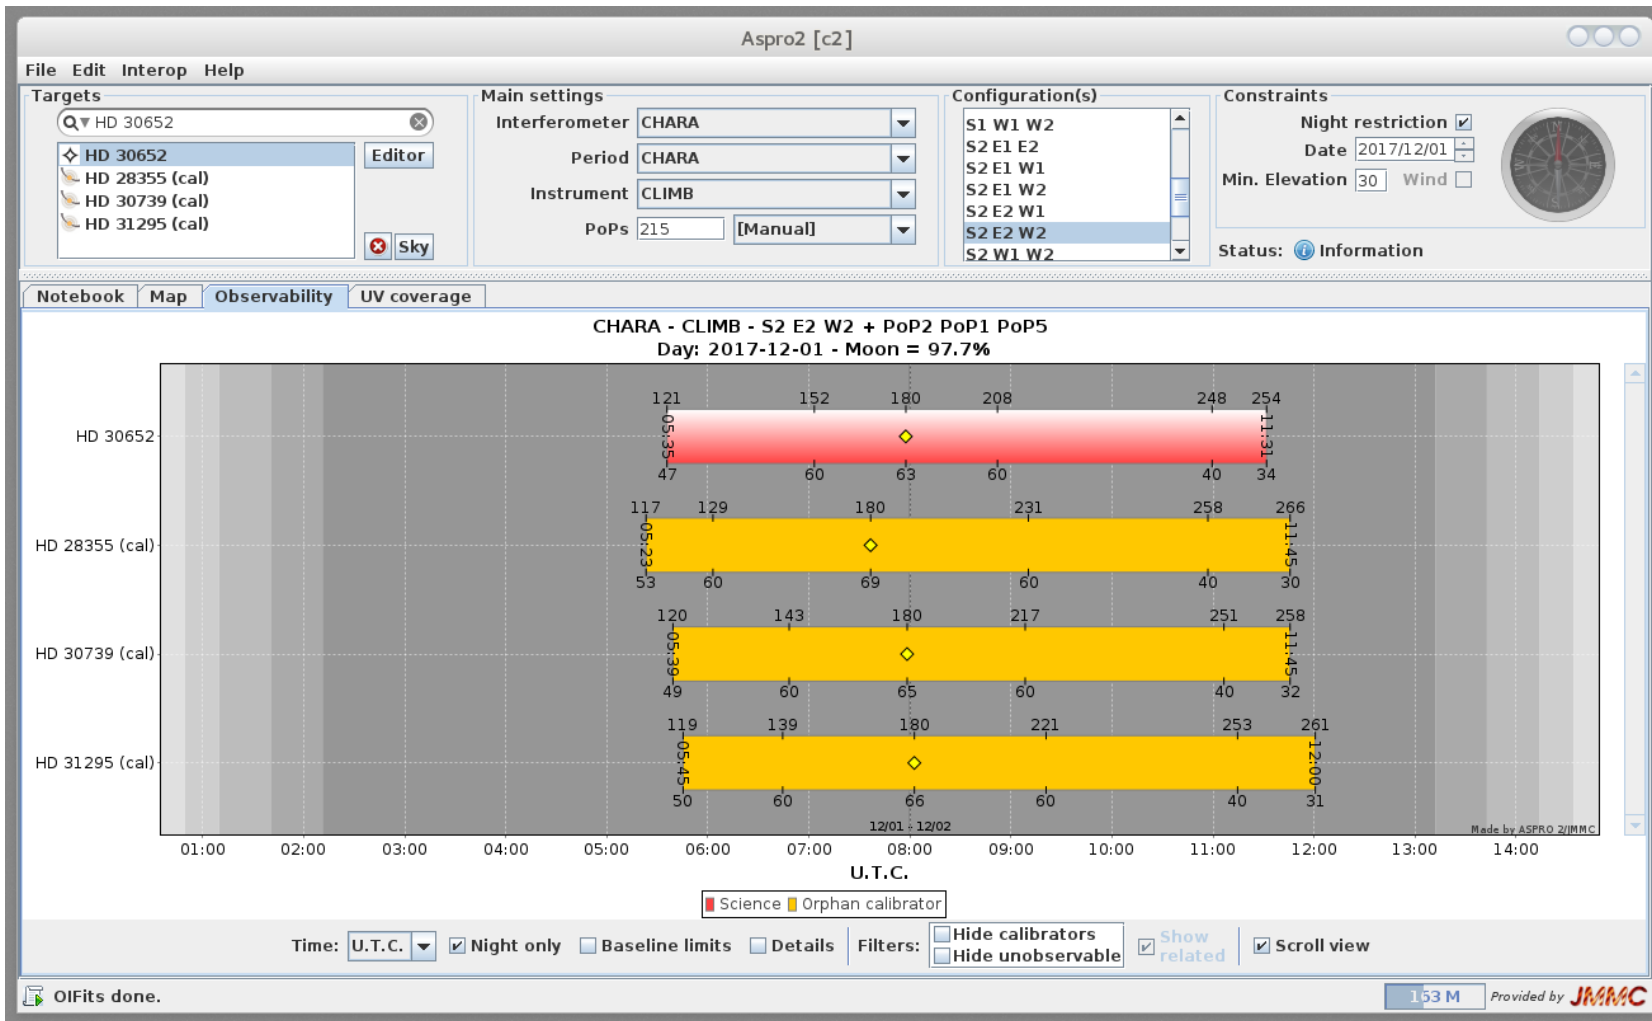 Aspro2 [c2]
File Edit Interop Help
Targets
HD 30652
HD 30652
HD 28355 (cal)
HD 30739 (cal)
HD 31295 (cal)
Editor
Sky
Main settings
Interferometer CHARA
Period CHARA
Instrument CLIMB
PoPs 215 [Manual]
Configuration(s)
S1 W1 W2
S2 E1 E2
S2 E1 W1
S2 E1 W2
S2 E2 W1
S2 E2 W2
S2 W1 W2
Constraints
Night restriction
Date 2017/12/01
Min. Elevation 30 Wind
Status: Information
Notebook Map Observability UV coverage
CHARA - CLIMB - S2 E2 W2 + PoP2 PoP1 PoP5
Day: 2017-12-01 - Moon = 97.7%
121 152 180 208 248 254
HD 30652 05:35 11:31
47 60 63 60 40 34
117 129 180 231 258 266
HD 28355 (cal) 05:23 11:45
53 60 69 60 40 30
120 143 180 217 251 258
HD 30739 (cal) 05:39 11:45
49 60 65 60 40 32
119 139 180 221 253 261
HD 31295 (cal) 05:45 12:00
50 60 66 60 40 31
12/01 - 12/02
Made by ASPRO 2/JMMC
01:00 02:00 03:00 04:00 05:00 06:00 07:00 08:00 09:00 10:00 11:00 12:00 13:00 14:00
U.T.C.
Science Orphan calibrator
Time: U.T.C. Night only Baseline limits Details Filters: Hide calibrators
Hide unobservable
Show related
Scroll view
OIFits done.
163 M Provided by JMMC